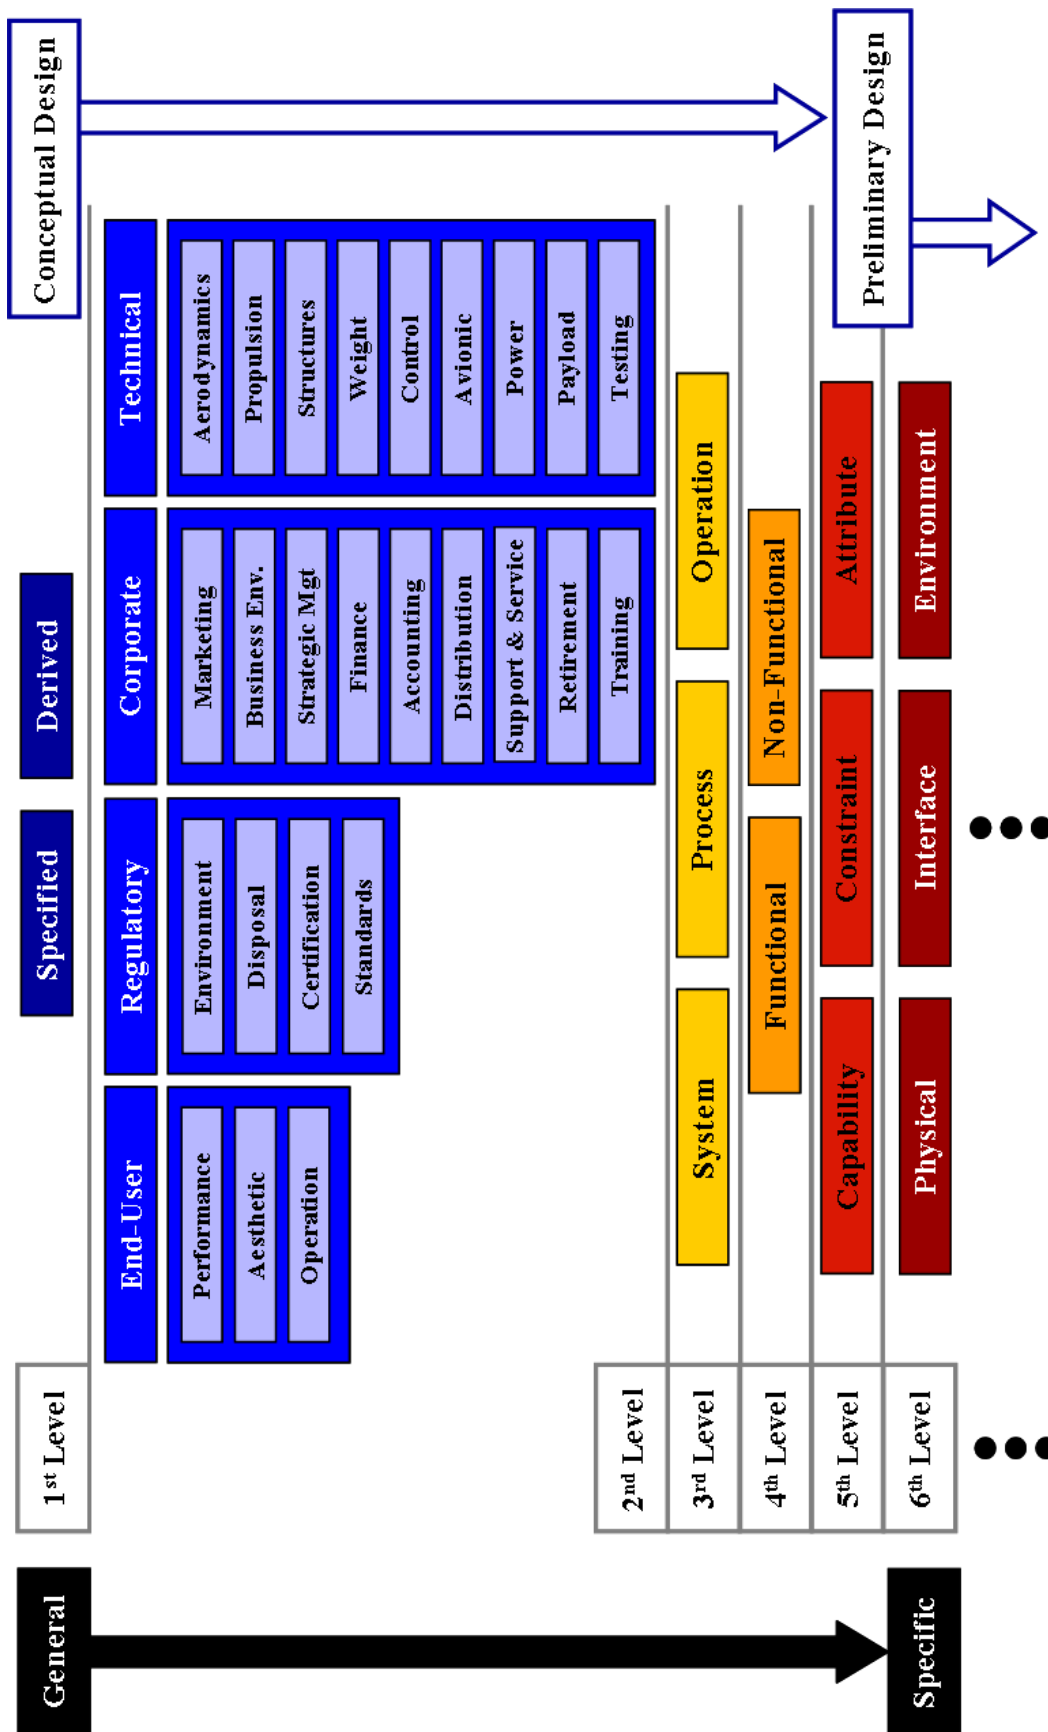 General
1st Level
Specified
Derived
Conceptual Design
End-User
Regulatory
Corporate
Technical
Performance
Aesthetic
Operation
Environment
Disposal
Certification
Standards
Marketing
Business Env.
Strategic Mgt
Finance
Accounting
Distribution
Support & Service
Retirement
Training
Aerodynamics
Propulsion
Structures
Weight
Control
Avionic
Power
Payload
Testing
2nd Level
3rd Level
System
Process
Operation
4th Level
Functional
Non-Functional
5th Level
Capability
Constraint
Attribute
Preliminary Design
Specific
6th Level
Physical
Interface
Environment